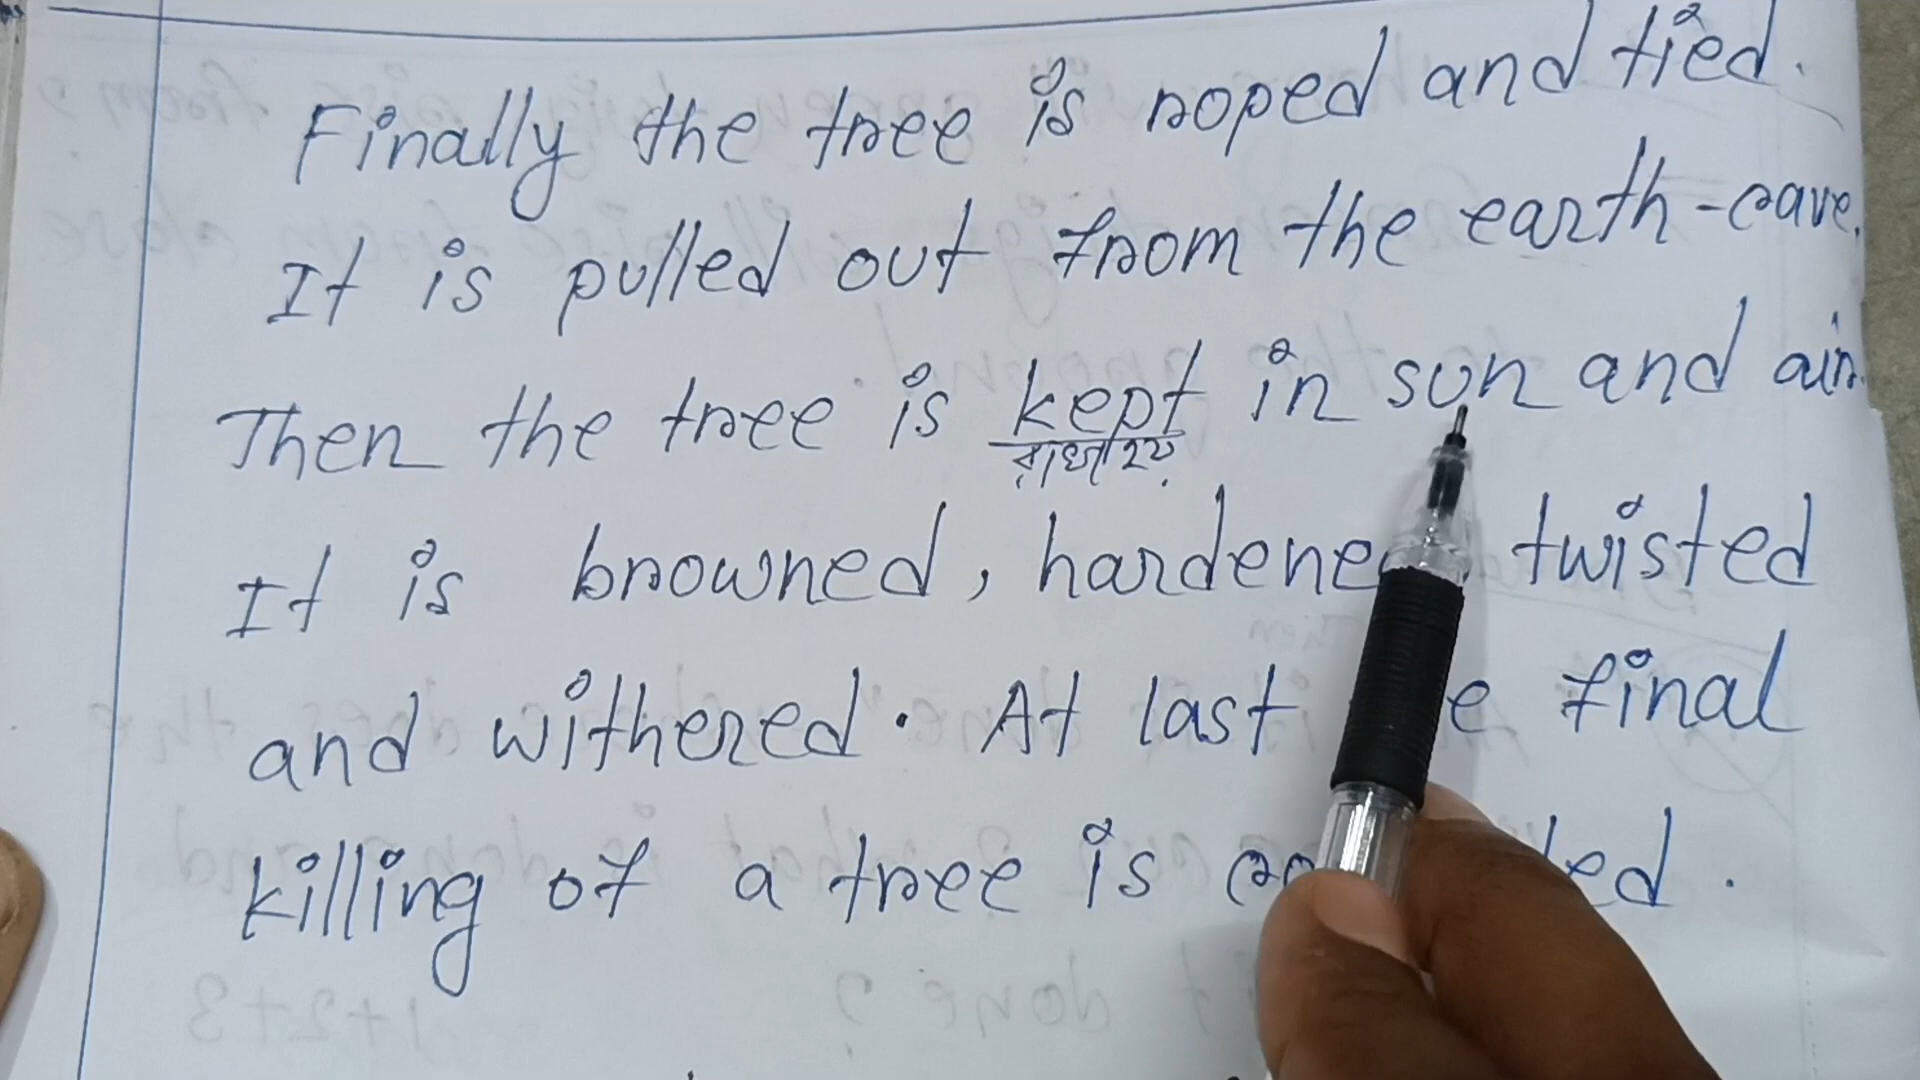 Finally the tree is roped and tied.
It is pulled out from the earth-cave.
Then the tree is kept in sun and air.
রাখা হয়
It is browned, hardened twisted
and withered. At last final
killing of a tree is